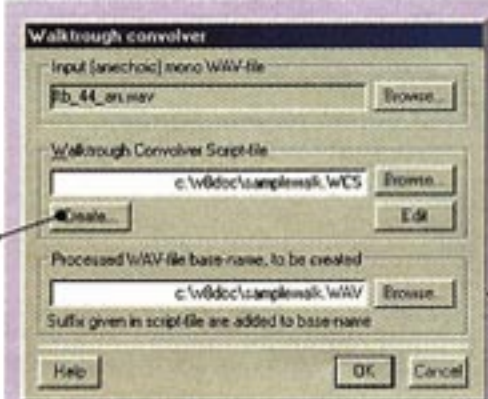 Walktrough convolver
Input (anechoic) mono WAV-file
ltb_44_an.wav Browse...
Walktrough Convolver Script-file
c:\w8doc\samplewalk.WCS Browse...
Create... Edit
Processed WAV-file base-name, to be created
c:\w8doc\samplewalk.WAV Browse...
Suffix given in script-file are added to base-name
Help OK Cancel